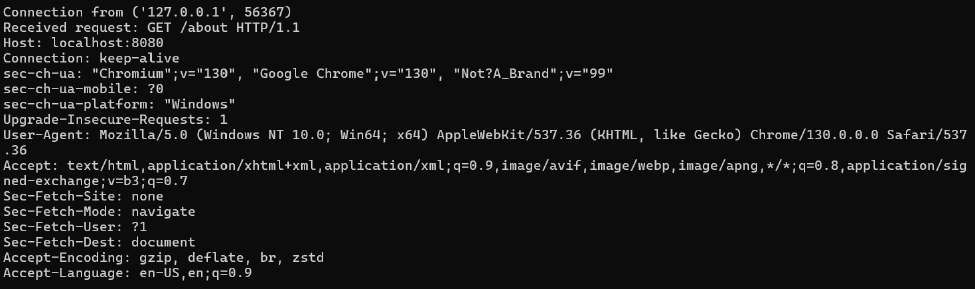 Connection from ('127.0.0.1', 56367)
Received request: GET /about HTTP/1.1
Host: localhost:8080
Connection: keep-alive
sec-ch-ua: "Chromium";v="130", "Google Chrome";v="130", "Not?A_Brand";v="99"
sec-ch-ua-mobile: ?0
sec-ch-ua-platform: "Windows"
Upgrade-Insecure-Requests: 1
User-Agent: Mozilla/5.0 (Windows NT 10.0; Win64; x64) AppleWebKit/537.36 (KHTML, like Gecko) Chrome/130.0.0.0 Safari/537
.36
Accept: text/html,application/xhtml+xml,application/xml;q=0.9,image/avif,image/webp,image/apng,*/*;q=0.8,application/sig
ned-exchange;v=b3;q=0.7
Sec-Fetch-Site: none
Sec-Fetch-Mode: navigate
Sec-Fetch-User: ?1
Sec-Fetch-Dest: document
Accept-Encoding: gzip, deflate, br, zstd
Accept-Language: en-US,en;q=0.9